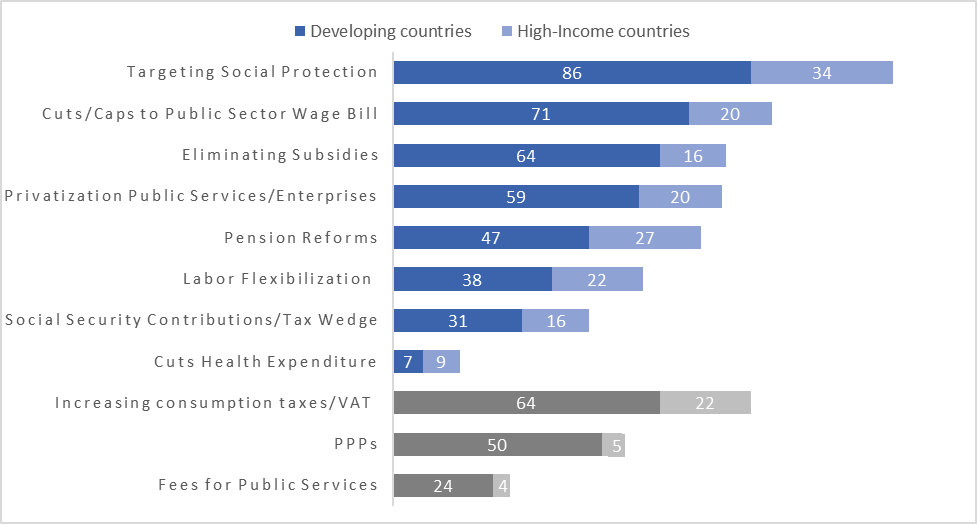 Developing countries High-Income countries
Targeting Social Protection 86 34
Cuts/Caps to Public Sector Wage Bill 71 20
Eliminating Subsidies 64 16
Privatization Public Services/Enterprises 59 20
Pension Reforms 47 27
Labor Flexibilization 38 22
Social Security Contributions/Tax Wedge 31 16
Cuts Health Expenditure 7 9
Increasing consumption taxes/VAT 64 22
PPPs 50 5
Fees for Public Services 24 4